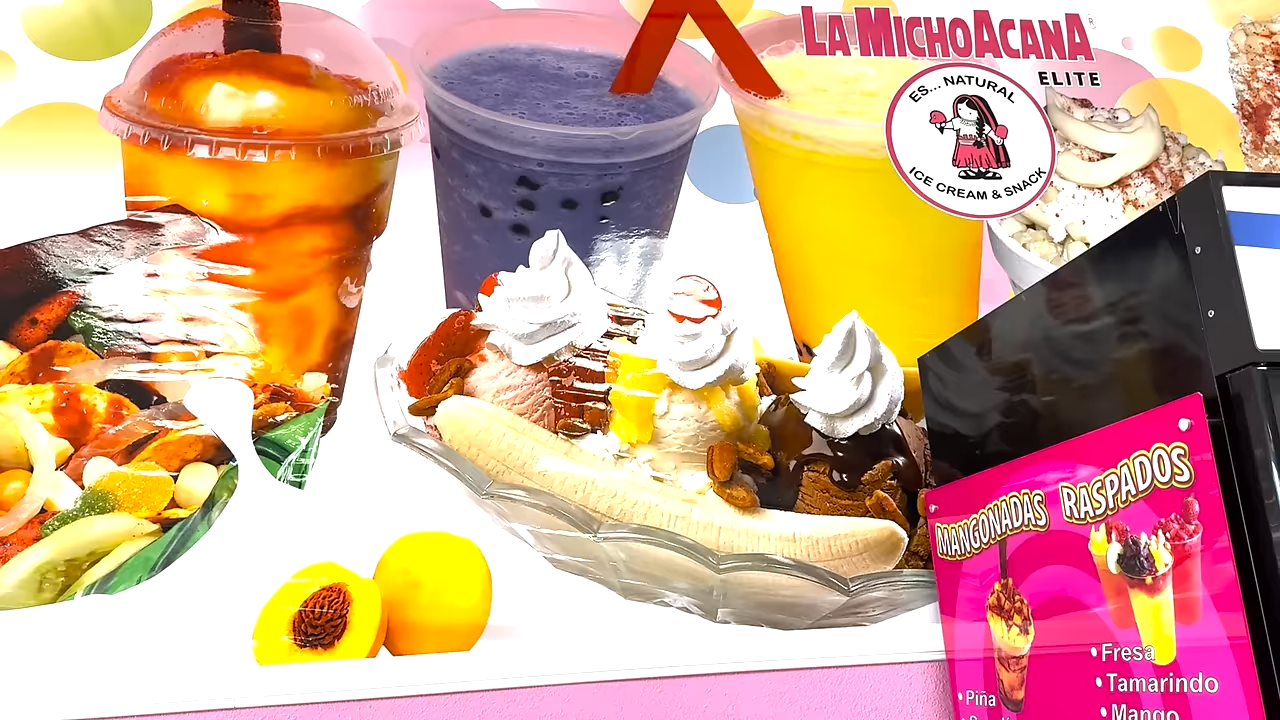 LA MICHOACANA®
ELITE
ES... NATURAL
ICE CREAM & SNACK
MANGONADAS
RASPADOS
• Fresa
• Tamarindo
• Mango
• Piña